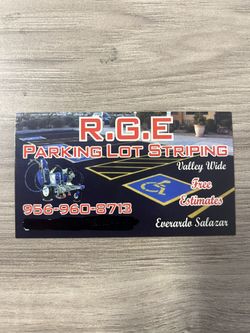 R.G.E
PARKING LOT STRIPING
Valley Wide
Free
Estimates
956-960-8713
Everardo Salazar